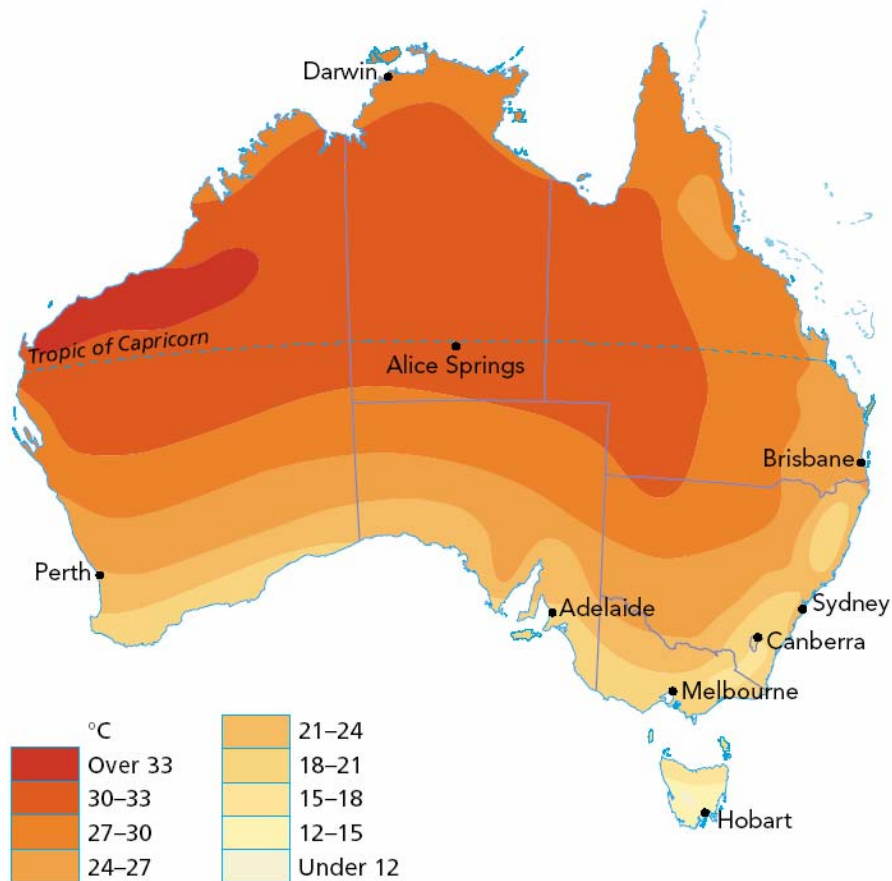 Darwin
Tropic of Capricorn
Alice Springs
Brisbane
Perth
Adelaide
Sydney
Canberra
Melbourne
Hobart
°C
Over 33
30–33
27–30
24–27
21–24
18–21
15–18
12–15
Under 12